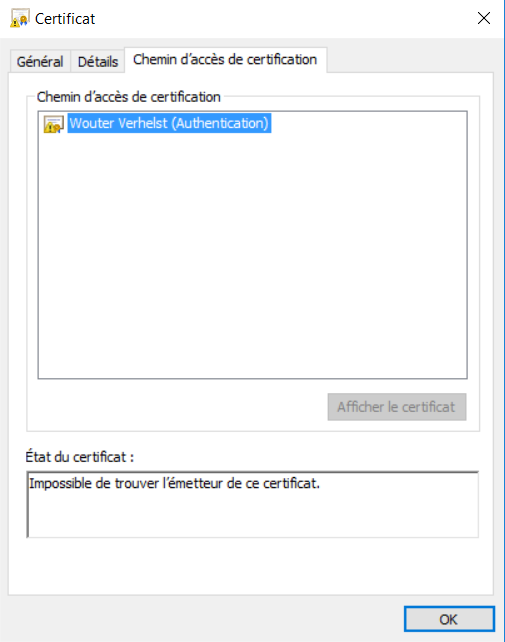 Certificat
Général Détails Chemin d'accès de certification
Chemin d'accès de certification
Wouter Verhelst (Authentication)
Afficher le certificat
État du certificat :
Impossible de trouver l'émetteur de ce certificat.
OK